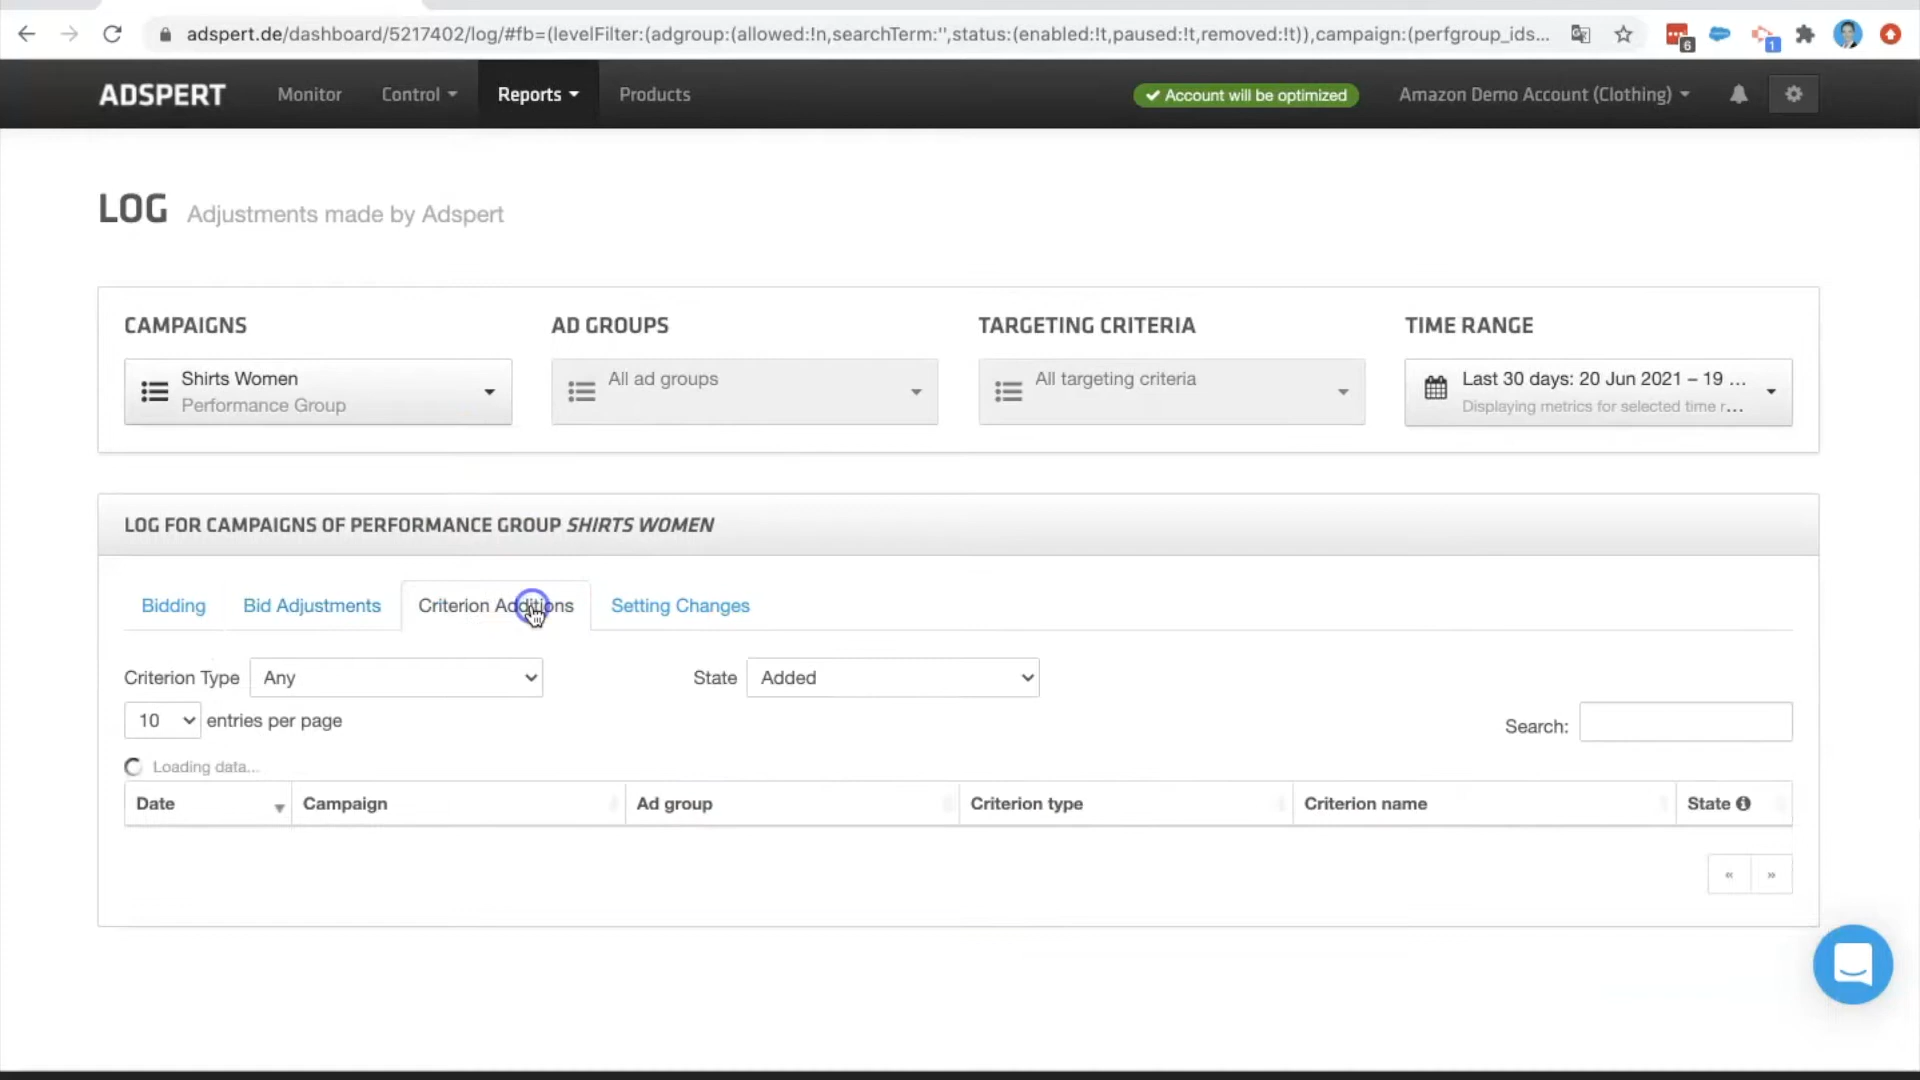 adspert.de/dashboard/5217402/log/#fb=(levelFilter:(adgroup:(allowed:!n,searchTerm:'',status:(enabled:!t,paused:!t,removed:!t)),campaign:(perfgroup_ids...
6
1
ADSPERT
Monitor
Control
Reports
Products
Account will be optimized
Amazon Demo Account (Clothing)
LOG Adjustments made by Adspert
CAMPAIGNS
AD GROUPS
TARGETING CRITERIA
TIME RANGE
Shirts Women
Performance Group
All ad groups
All targeting criteria
Last 30 days: 20 Jun 2021 – 19 ...
Displaying metrics for selected time r...
LOG FOR CAMPAIGNS OF PERFORMANCE GROUP SHIRTS WOMEN
Bidding
Bid Adjustments
Criterion Additions
Setting Changes
Criterion Type
Any
State
Added
10
entries per page
Search:
Loading data...
Date
Campaign
Ad group
Criterion type
Criterion name
State
«
»